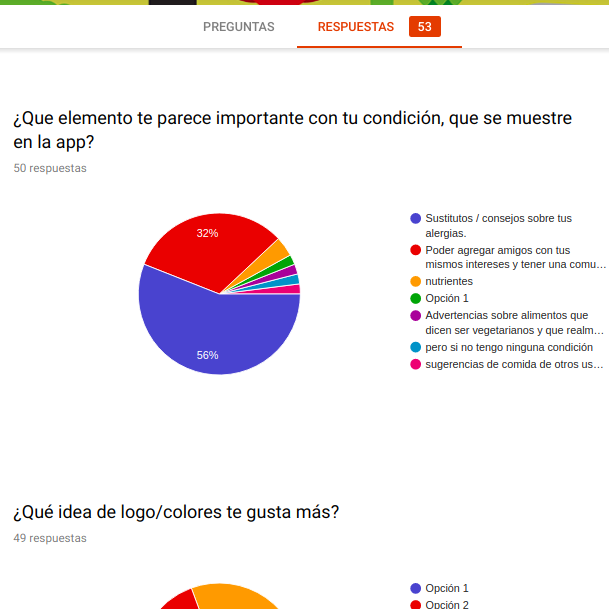 PREGUNTAS RESPUESTAS 53
¿Que elemento te parece importante con tu condición, que se muestre
en la app?
50 respuestas
32%
56%
Sustitutos / consejos sobre tus
alergias.
Poder agregar amigos con tus
mismos intereses y tener una comu…
nutrientes
Opción 1
Advertencias sobre alimentos que
dicen ser vegetarianos y que realm…
pero si no tengo ninguna condición
sugerencias de comida de otros us…
¿Qué idea de logo/colores te gusta más?
49 respuestas
Opción 1
Opción 2